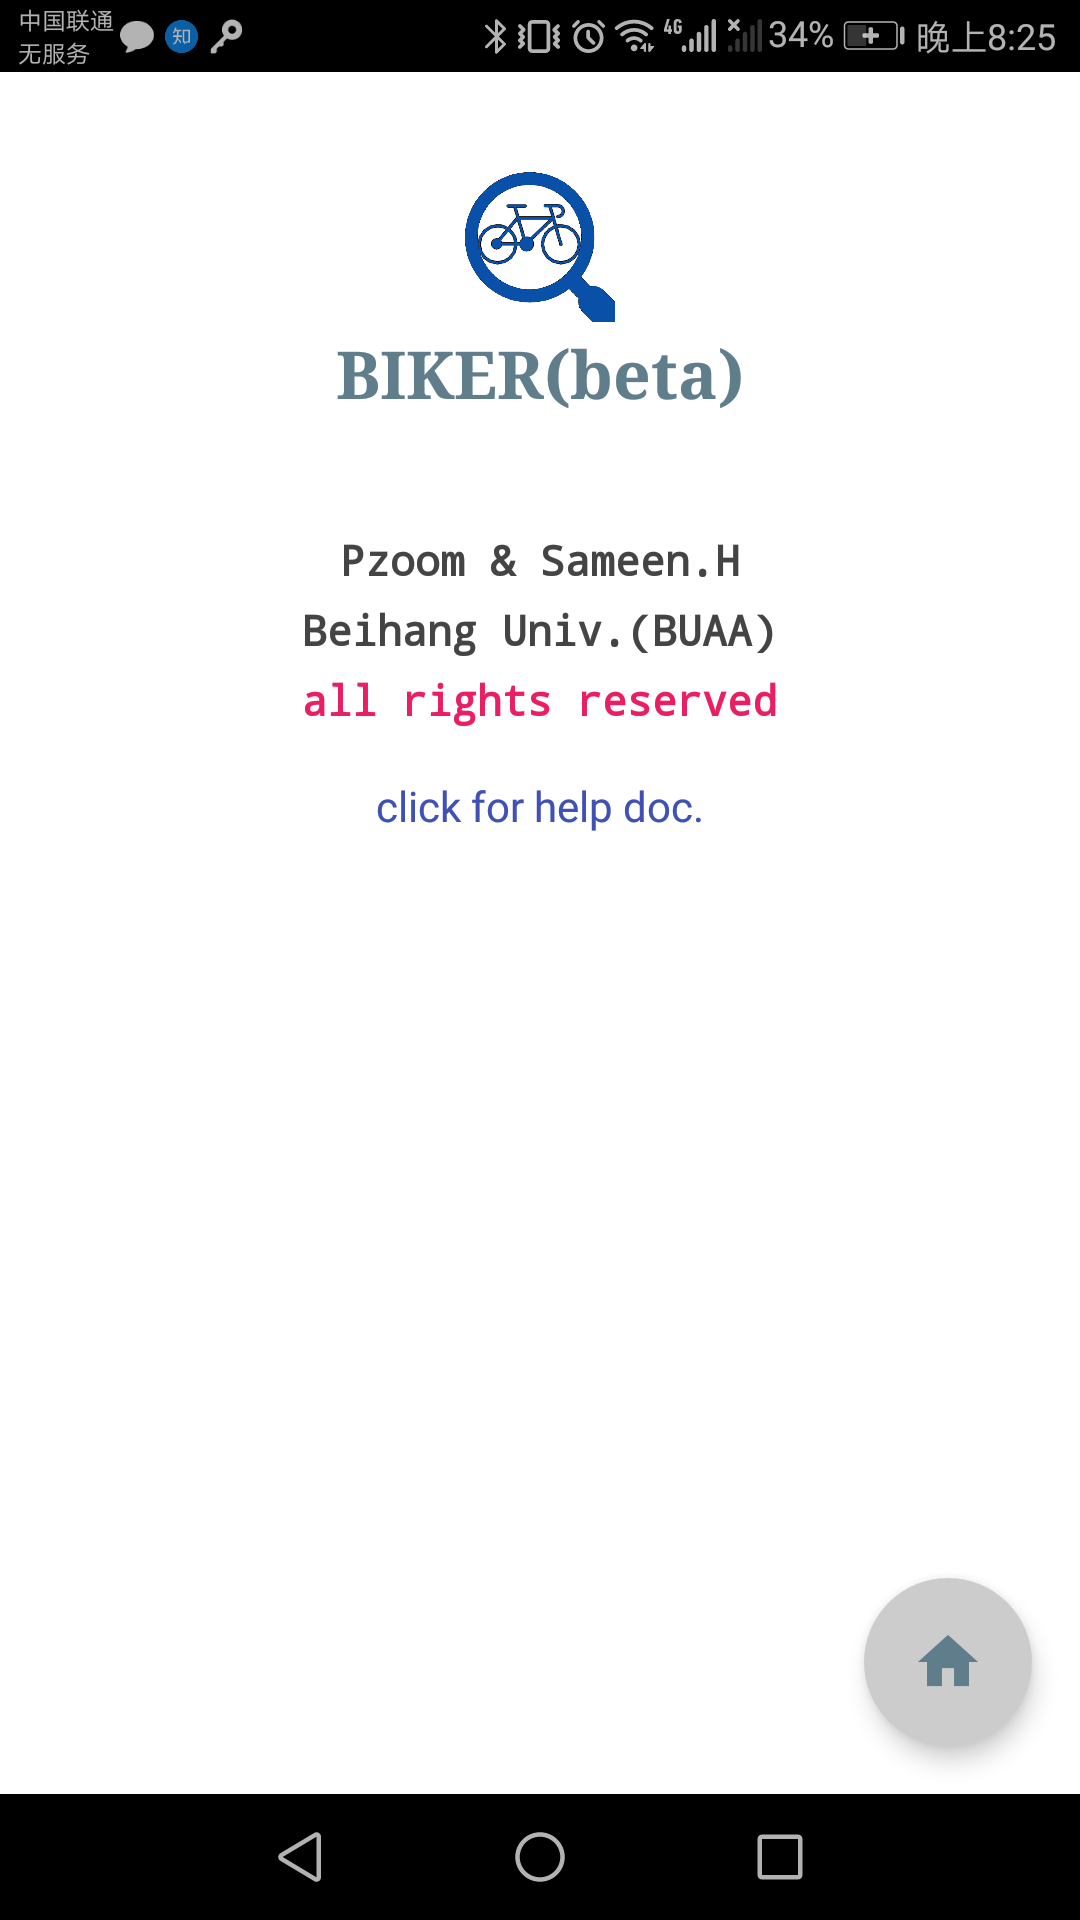 中国联通
无服务
知
4G
34%
晚上8:25
BIKER(beta)
Pzoom & Sameen.H
Beihang Univ.(BUAA)
all rights reserved
click for help doc.